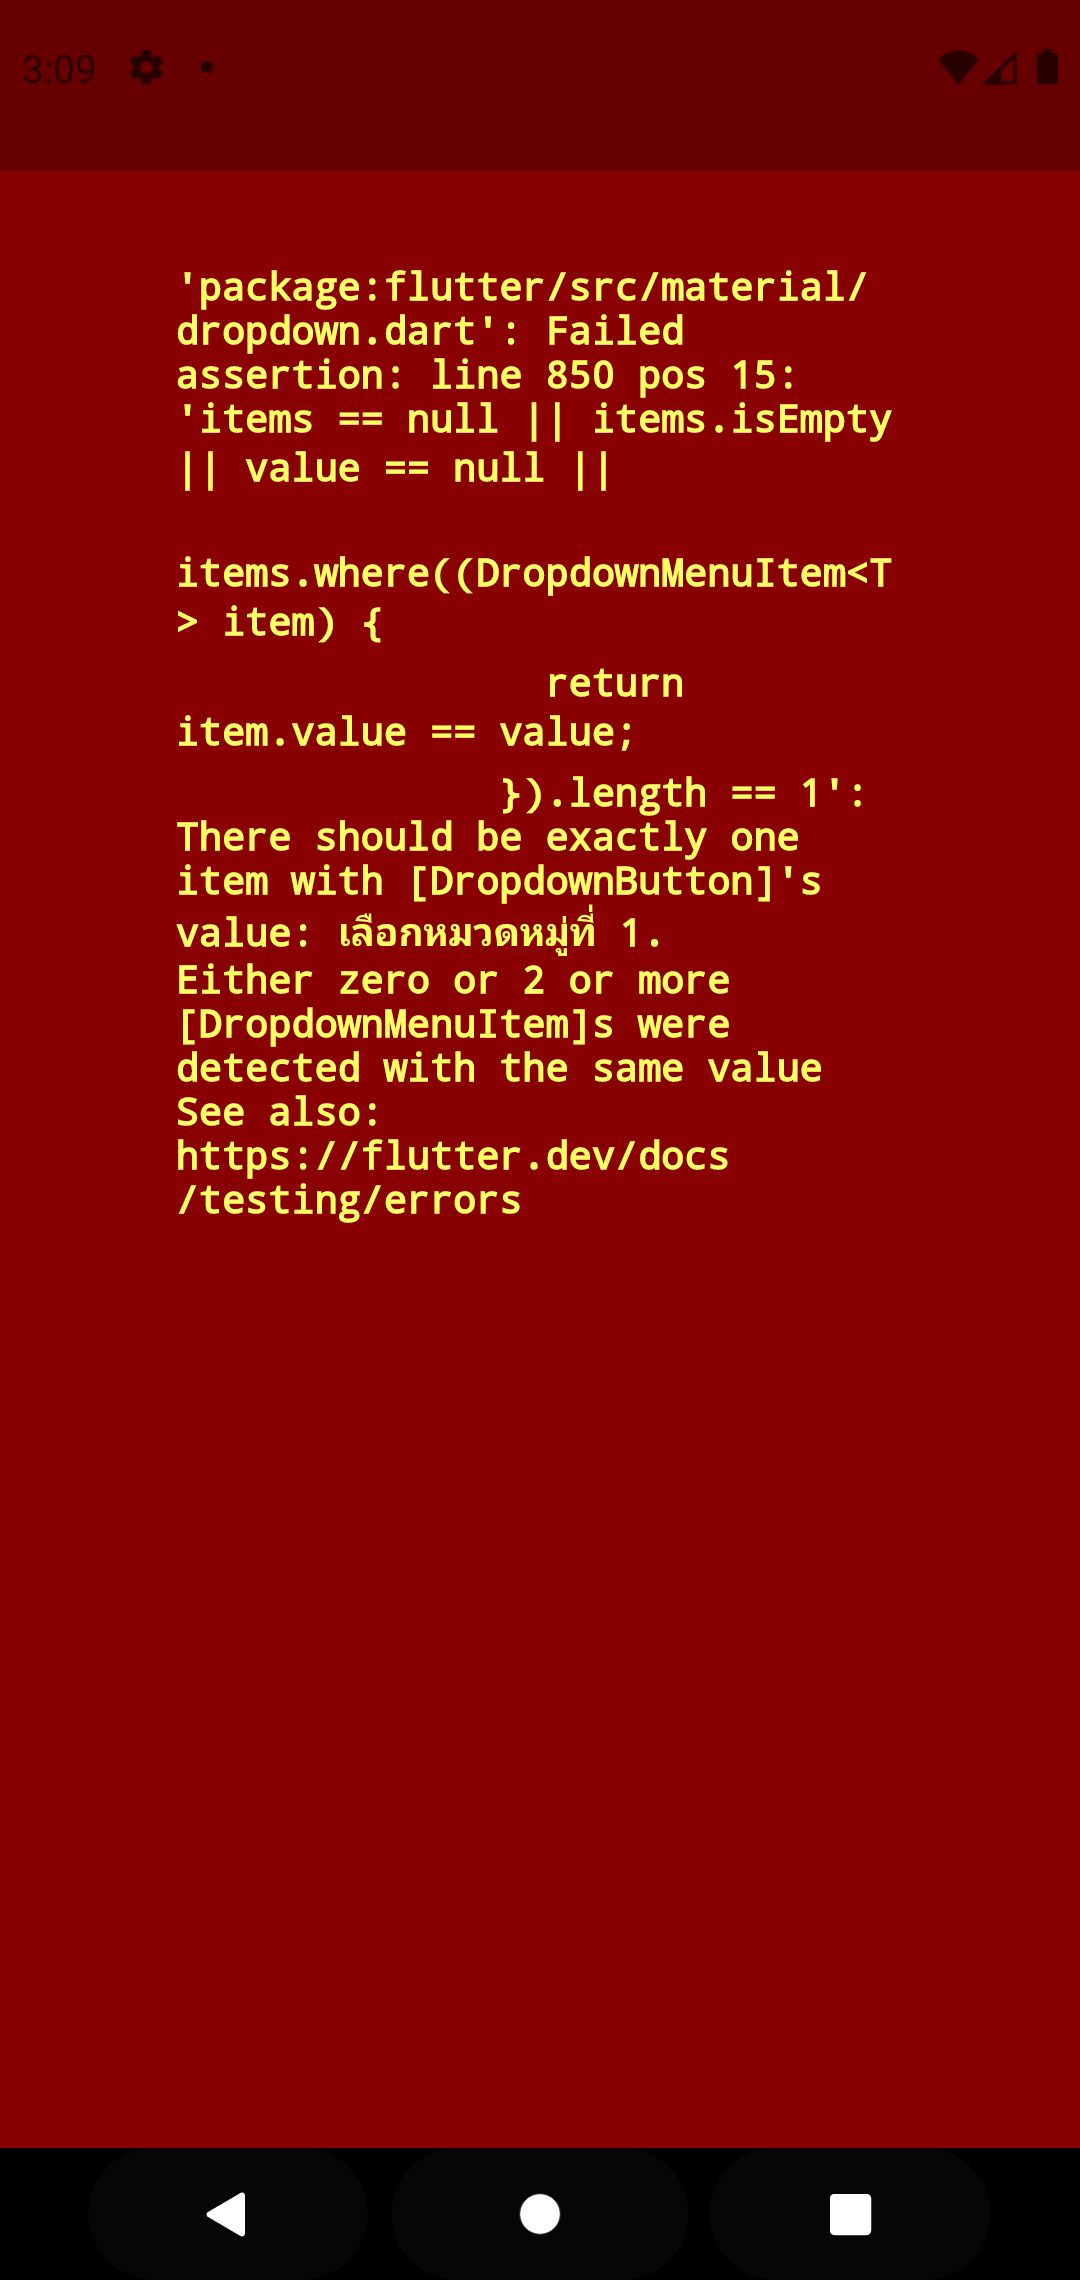 3:09
'package:flutter/src/material/
dropdown.dart': Failed
assertion: line 850 pos 15:
'items == null || items.isEmpty
|| value == null ||
items.where((DropdownMenuItem<T
> item) {
return
item.value == value;
}).length == 1':
There should be exactly one
item with [DropdownButton]'s
value: เลือกหมวดหมู่ที่ 1.
Either zero or 2 or more
[DropdownMenuItem]s were
detected with the same value
See also:
https://flutter.dev/docs
/testing/errors